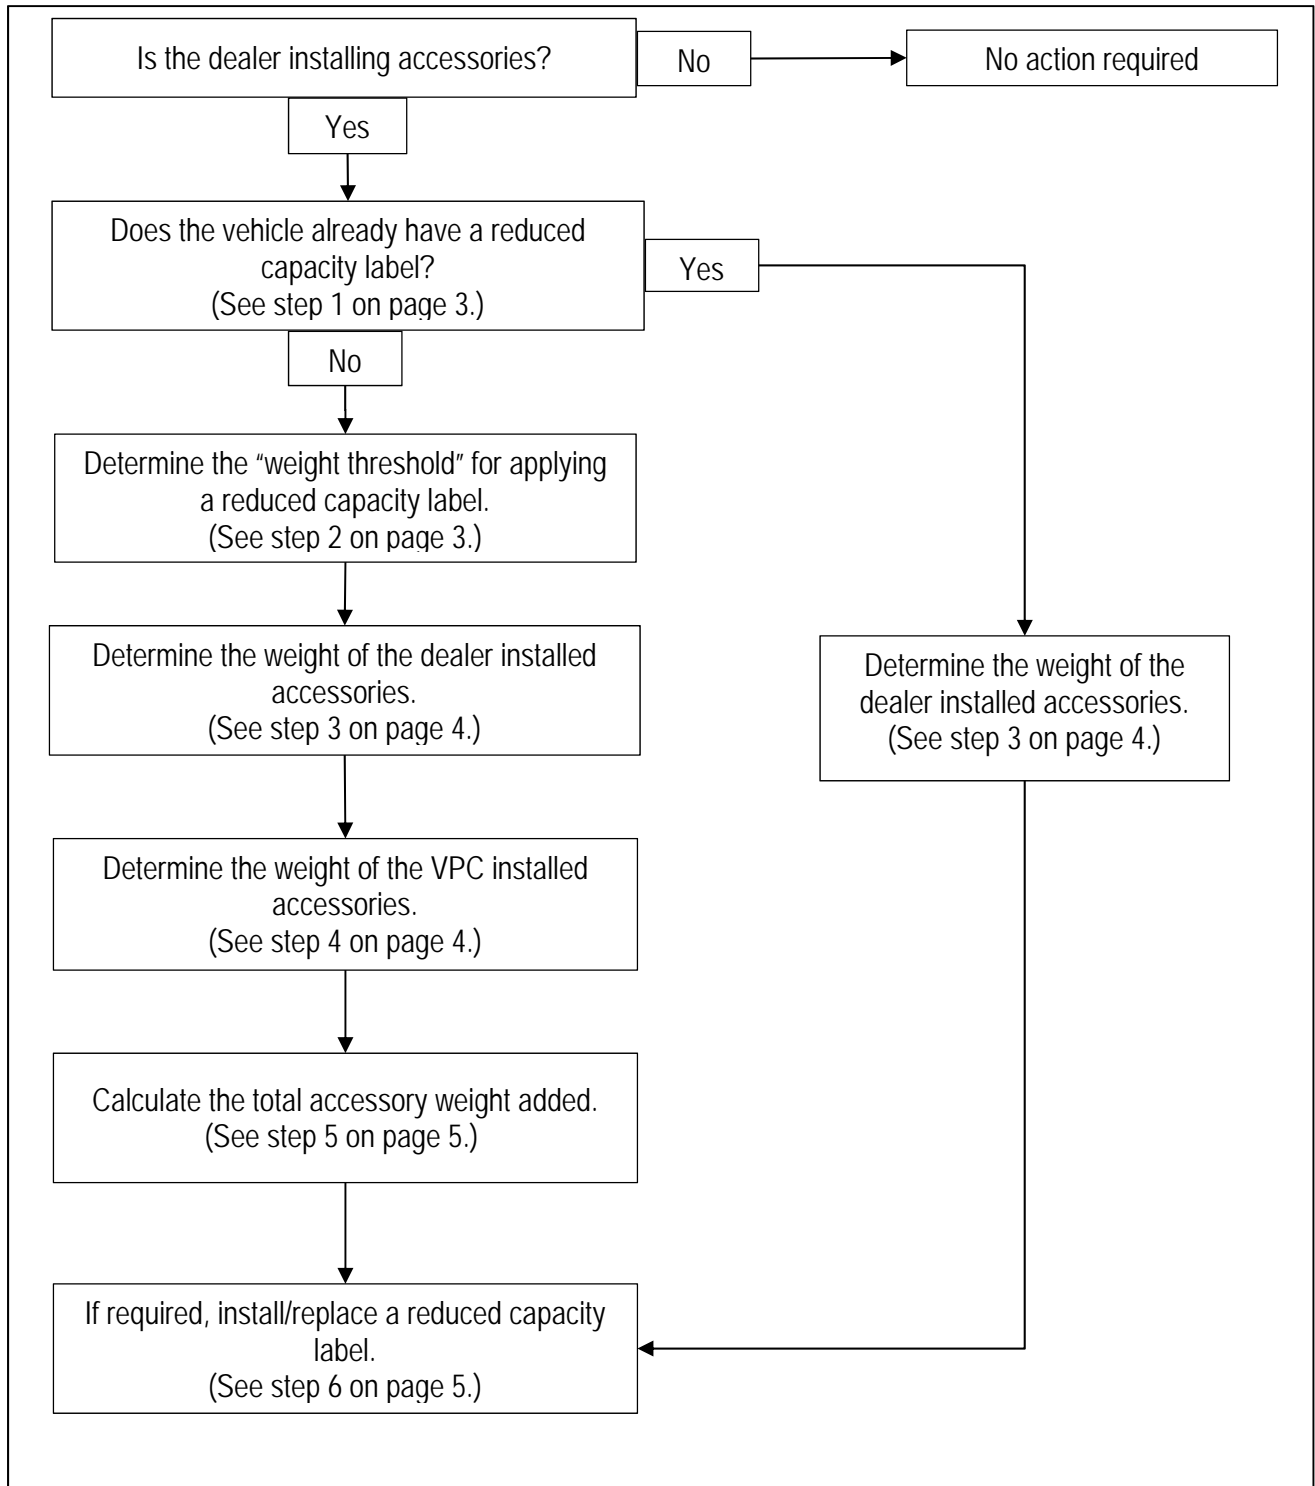 Is the dealer installing accessories?
No
No action required
Yes
Does the vehicle already have a reduced
capacity label?
(See step 1 on page 3.)
Yes
No
Determine the “weight threshold” for applying
a reduced capacity label.
(See step 2 on page 3.)
Determine the weight of the dealer installed
accessories.
(See step 3 on page 4.)
Determine the weight of the
dealer installed accessories.
(See step 3 on page 4.)
Determine the weight of the VPC installed
accessories.
(See step 4 on page 4.)
Calculate the total accessory weight added.
(See step 5 on page 5.)
If required, install/replace a reduced capacity
label.
(See step 6 on page 5.)